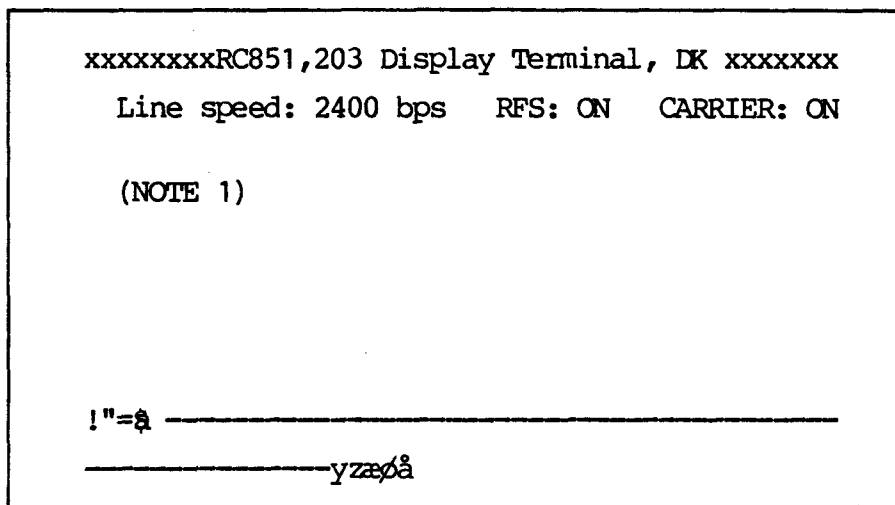 xxxxxxxxRC851,203 Display Terminal, DK xxxxxxx
Line speed: 2400 bps RFS: ON CARRIER: ON
(NOTE 1)
!"=
yzæøå